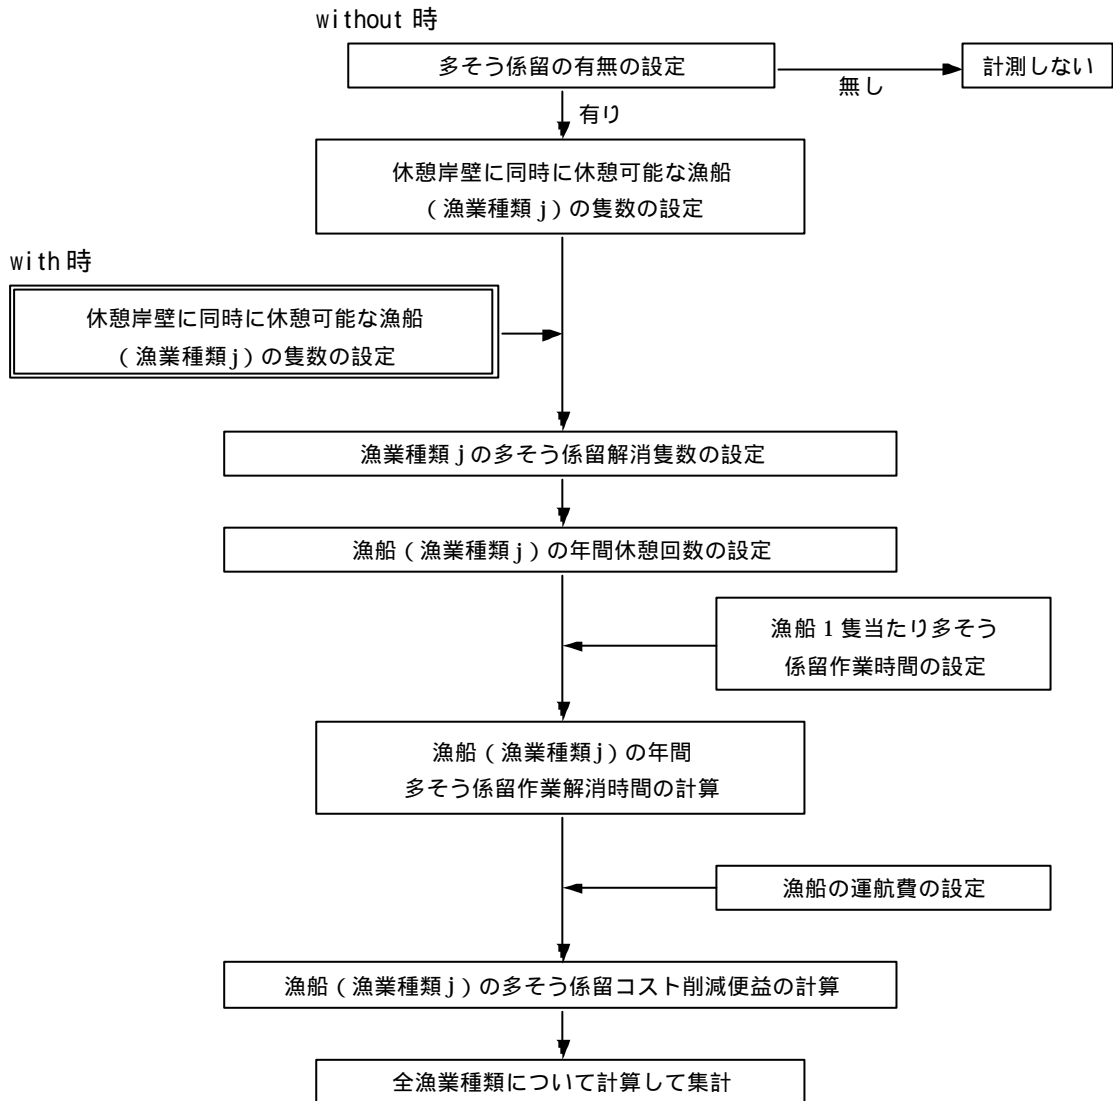 without 時
多そう係留の有無の設定
無し
計測しない
有り
休憩岸壁に同時に休憩可能な漁船
（漁業種類 j）の隻数の設定
with 時
休憩岸壁に同時に休憩可能な漁船
（漁業種類 j）の隻数の設定
漁業種類 j の多そう係留解消隻数の設定
漁船（漁業種類 j）の年間休憩回数の設定
漁船 1 隻当たり多そう
係留作業時間の設定
漁船（漁業種類 j）の年間
多そう係留作業解消時間の計算
漁船の運航費の設定
漁船（漁業種類 j）の多そう係留コスト削減便益の計算
全漁業種類について計算して集計